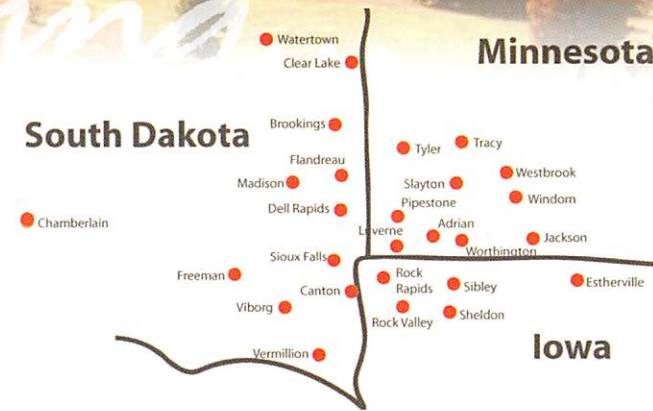 Watertown
Clear Lake
Minnesota
South Dakota
Brookings
Flandreau
Madison
Dell Rapids
Chamberlain
Sioux Falls
Freeman
Canton
Viborg
Vermillion
Tyler
Tracy
Westbrook
Slayton
Windom
Pipestone
Luverne
Adrian
Worthington
Jackson
Rock
Rapids
Sibley
Estherville
Rock Valley
Sheldon
Iowa